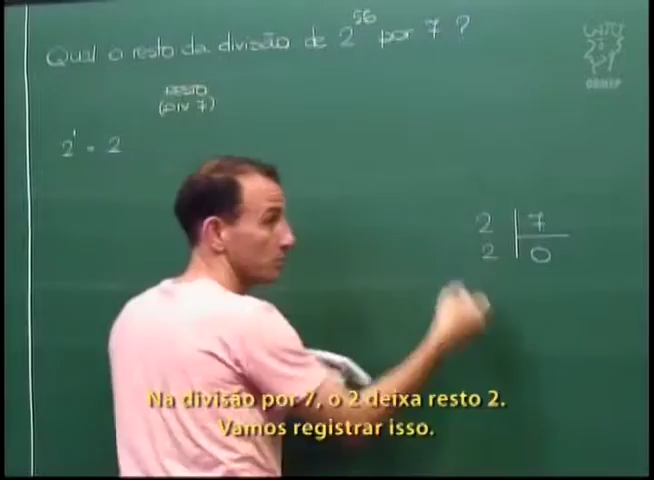 Qual o resto da divisão de 2^56 por 7 ?
RESTO
(DIV 7)
2^1 = 2
2 | 7
2 0
OBMEP
Na divisão por 7, o 2 deixa resto 2.
Vamos registrar isso.